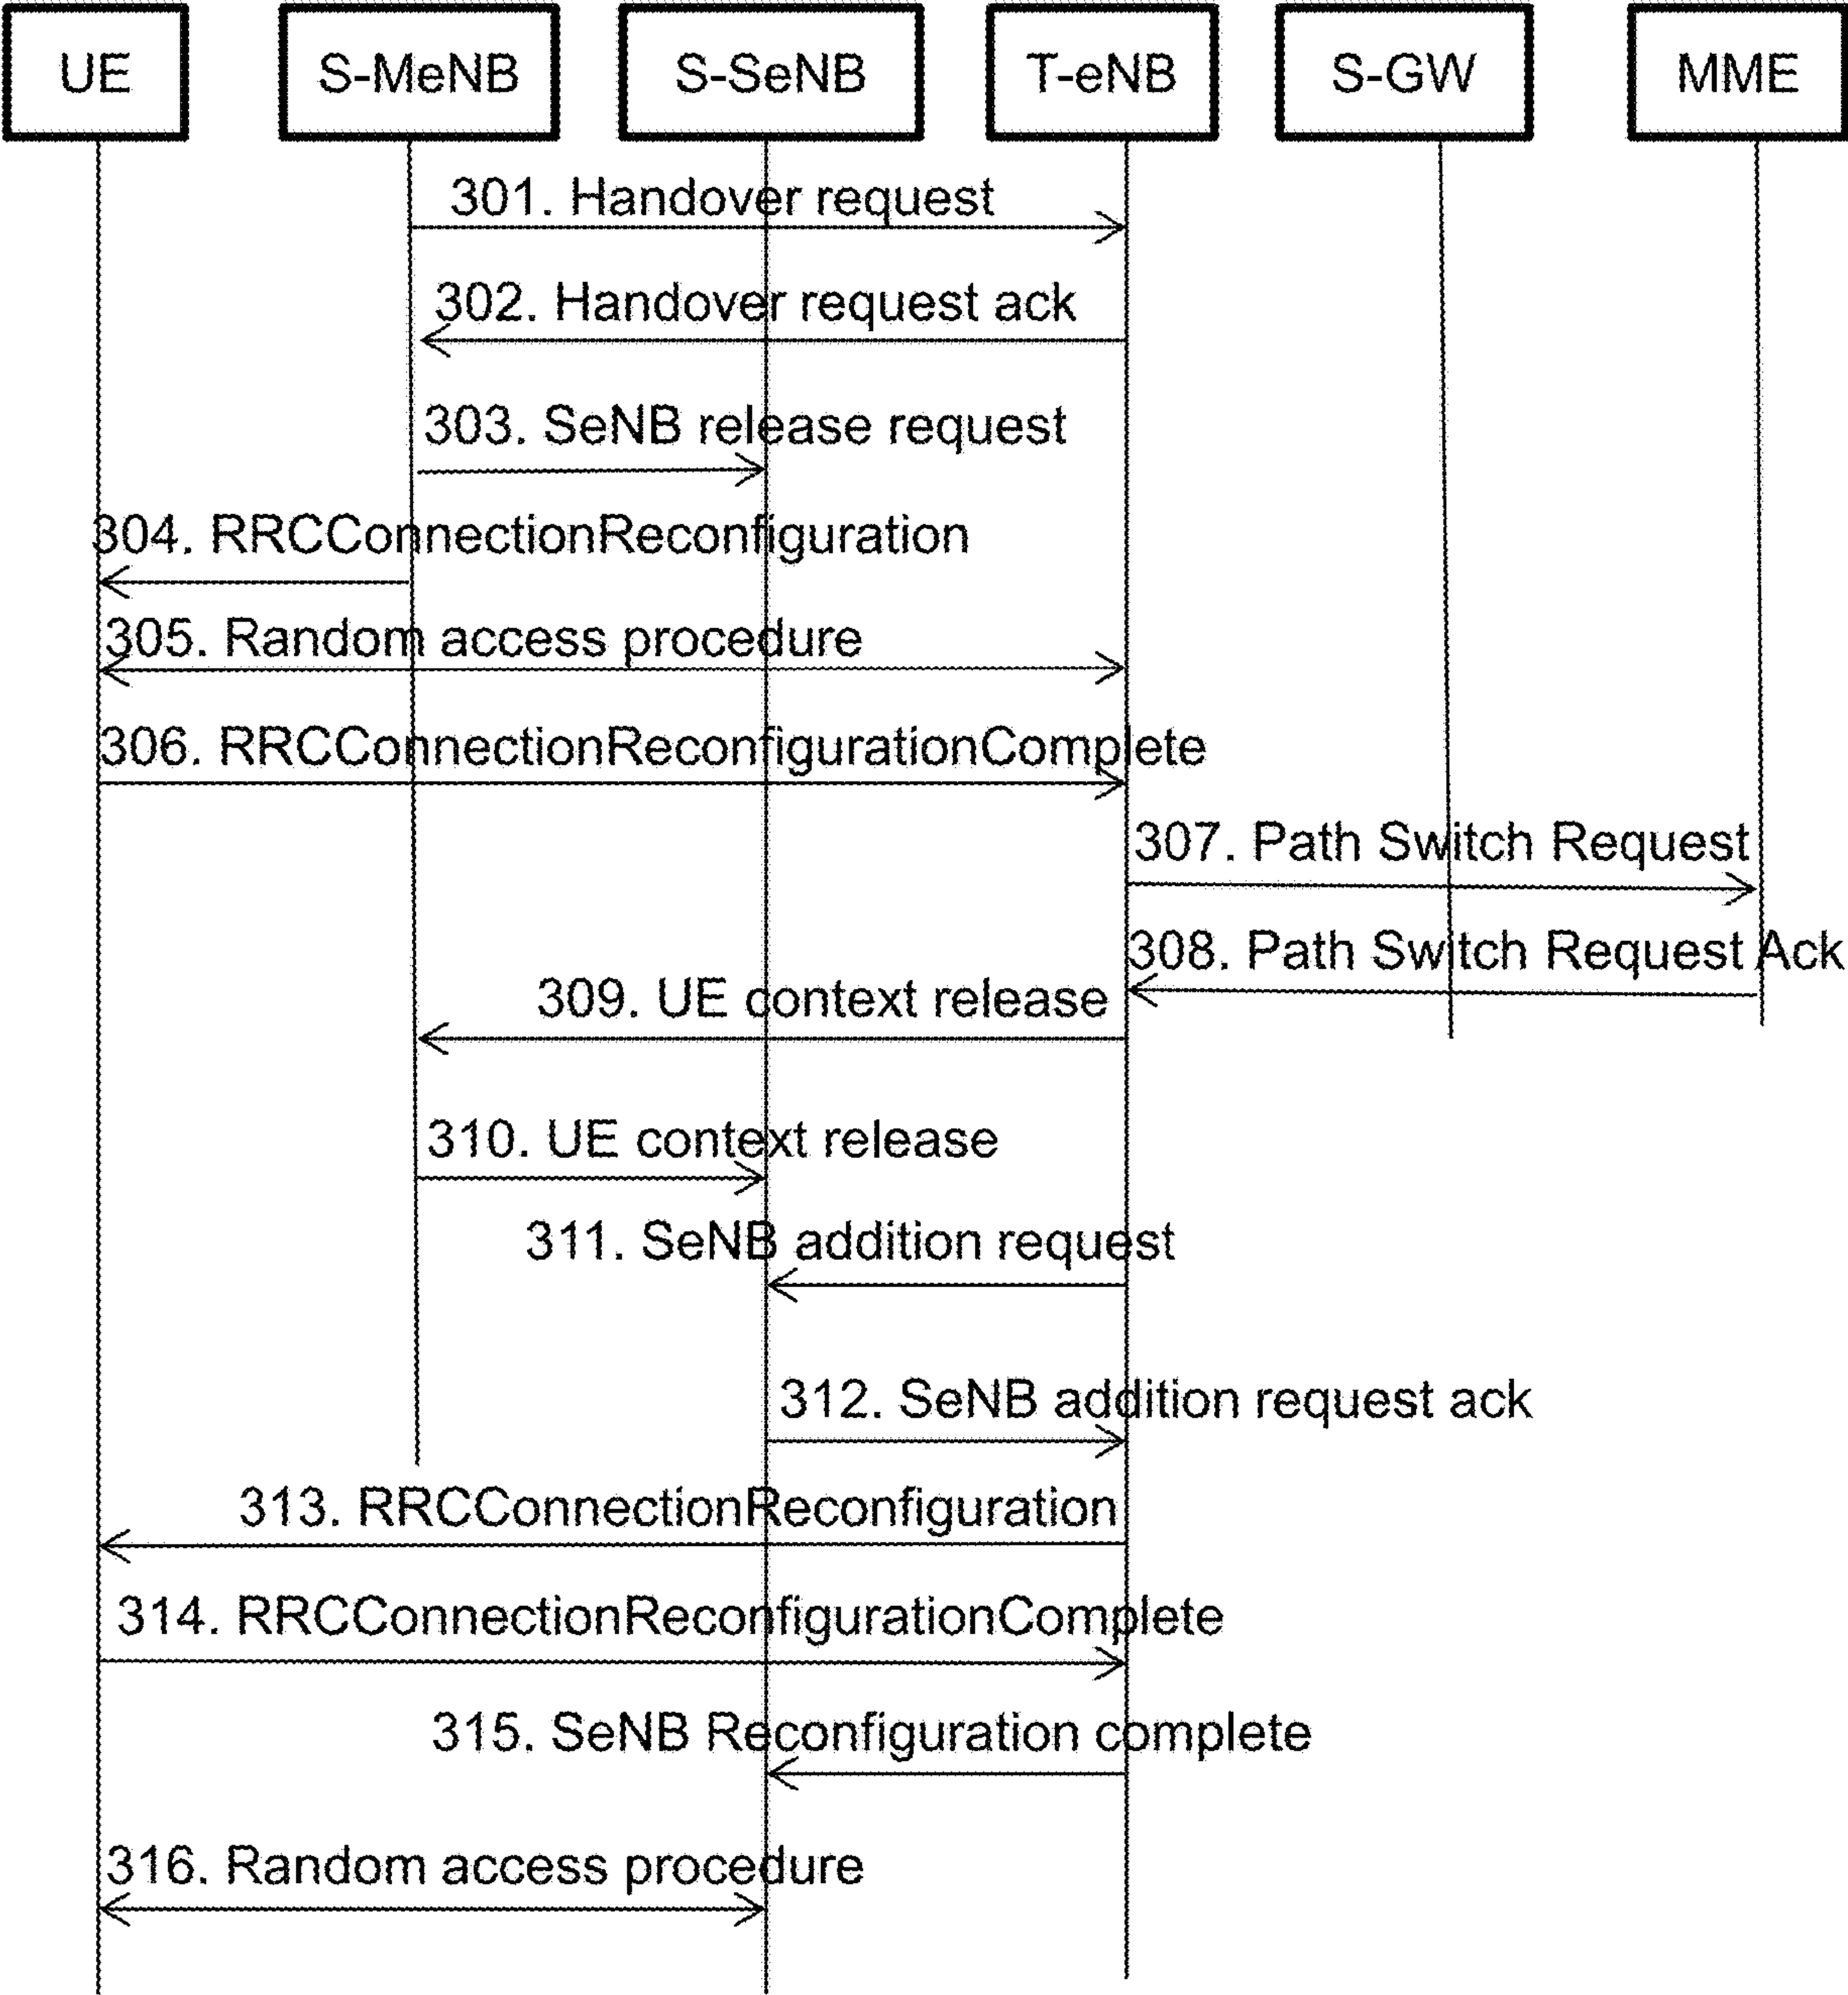 UE
S-MeNB
S-SeNB
T-eNB
S-GW
MME
301. Handover request
302. Handover request ack
303. SeNB release request
304. RRCConnectionReconfiguration
305. Random access procedure
306. RRCConnectionReconfigurationComplete
307. Path Switch Request
308. Path Switch Request Ack
309. UE context release
310. UE context release
311. SeNB addition request
312. SeNB addition request ack
313. RRCConnectionReconfiguration
314. RRCConnectionReconfigurationComplete
315. SeNB Reconfiguration complete
316. Random access procedure